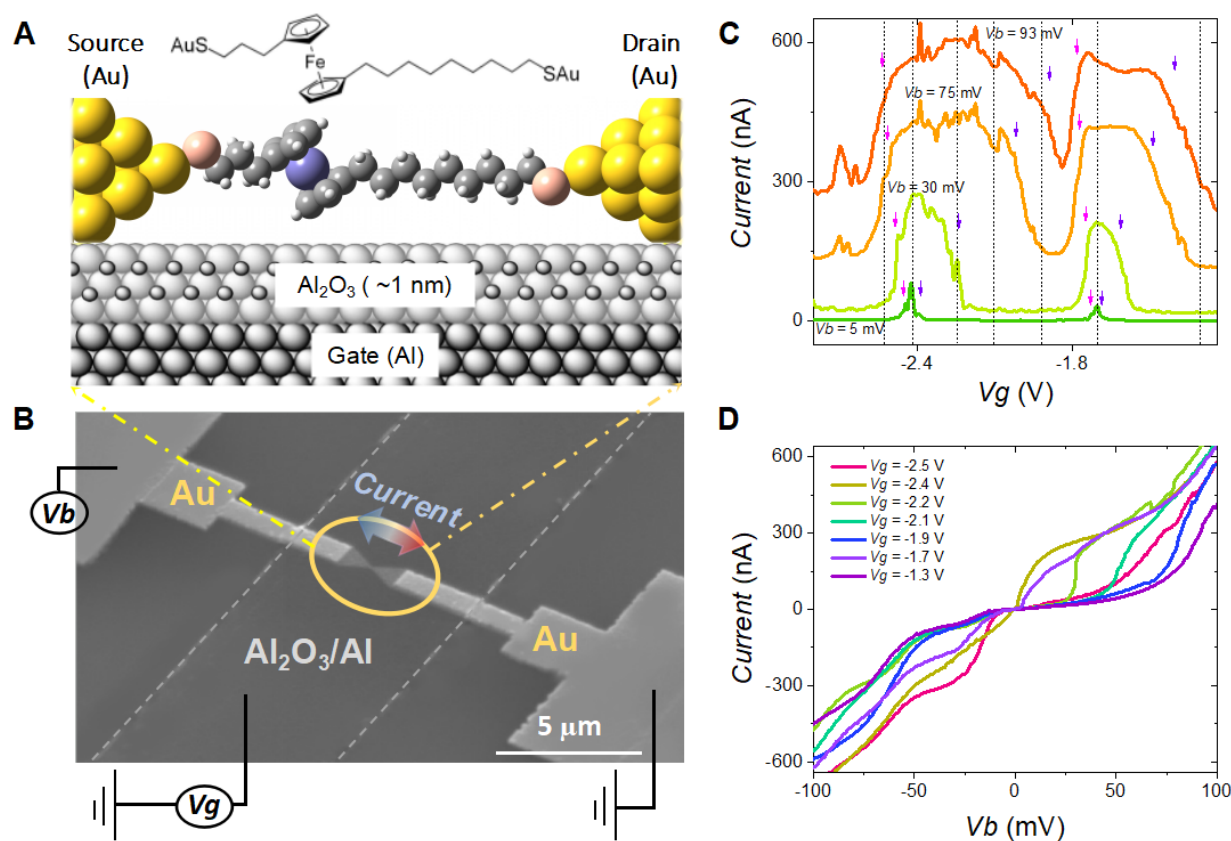 A
Source
(Au)
AuS
Fe
SAu
Drain
(Au)
Al₂O₃ ( ~1 nm)
Gate (Al)
B
Vb
Au
Current
Al₂O₃/Al
Au
5 μm
Vg
C
Current (nA)
600
300
0
Vb = 93 mV
Vb = 75 mV
Vb = 30 mV
Vb = 5 mV
-2.4
-1.8
Vg (V)
D
Current (nA)
600
300
0
-300
-600
Vg = -2.5 V
Vg = -2.4 V
Vg = -2.2 V
Vg = -2.1 V
Vg = -1.9 V
Vg = -1.7 V
Vg = -1.3 V
-100
-50
0
50
100
Vb (mV)